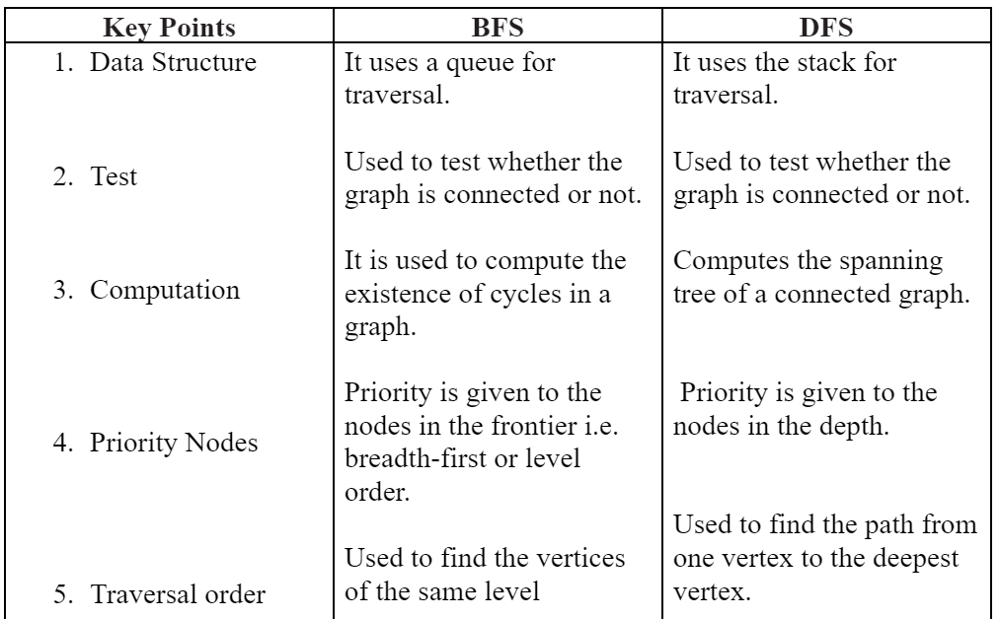 Key Points
BFS
DFS
1. Data Structure
It uses a queue for
traversal.
It uses the stack for
traversal.
2. Test
Used to test whether the
graph is connected or not.
Used to test whether the
graph is connected or not.
3. Computation
It is used to compute the
existence of cycles in a
graph.
Computes the spanning
tree of a connected graph.
4. Priority Nodes
Priority is given to the
nodes in the frontier i.e.
breadth-first or level
order.
Priority is given to the
nodes in the depth.
5. Traversal order
Used to find the vertices
of the same level
Used to find the path from
one vertex to the deepest
vertex.